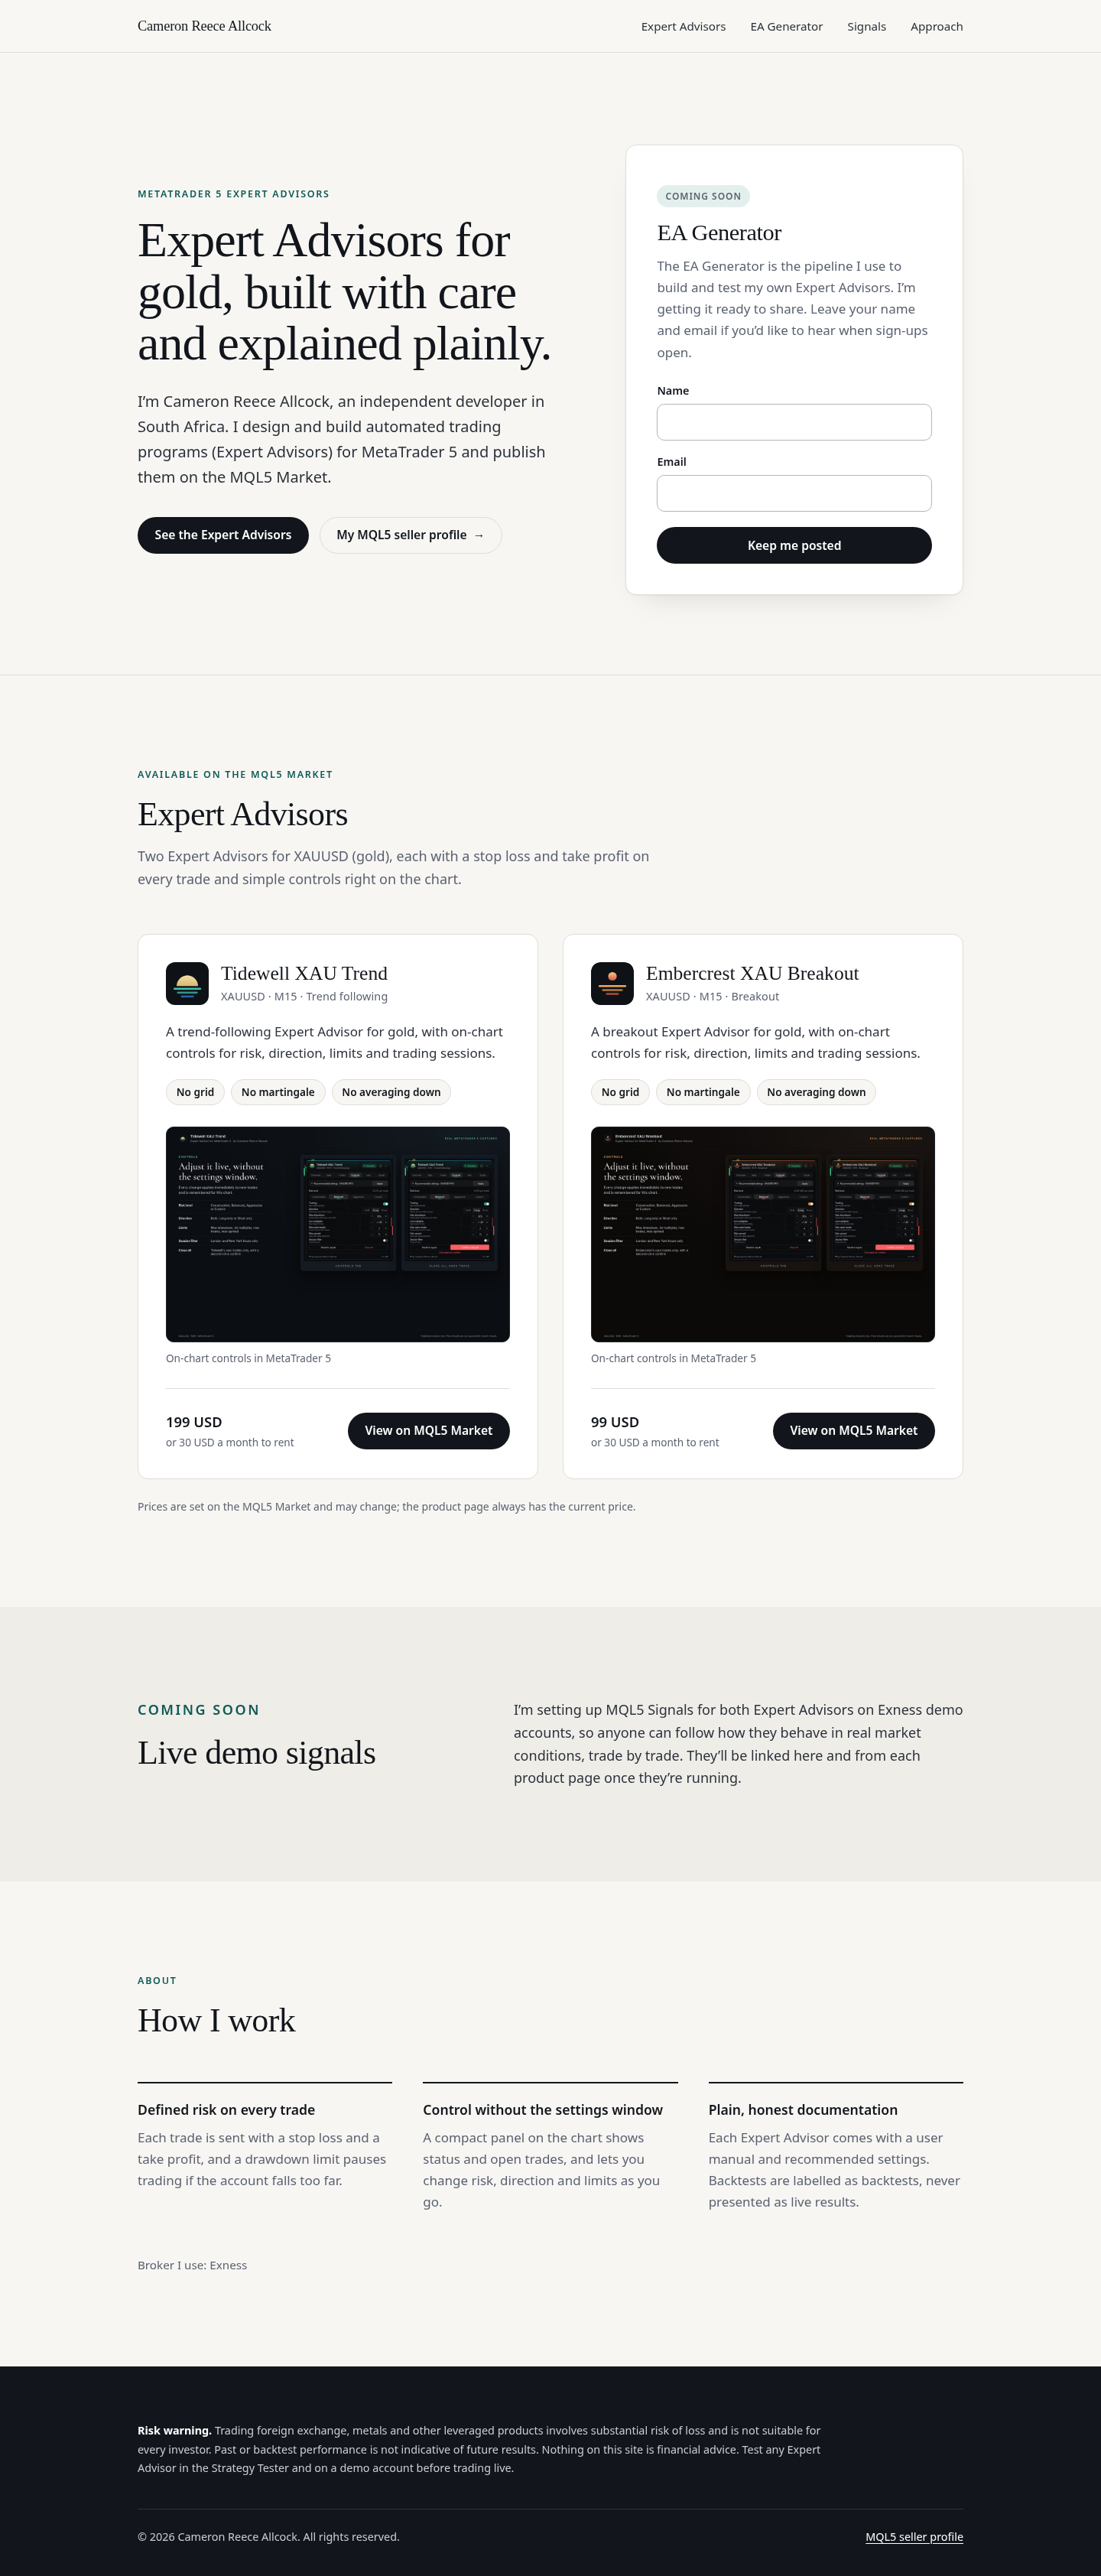 Cameron Reece Allcock
Expert Advisors
EA Generator
Signals
Approach
METATRADER 5 EXPERT ADVISORS
Expert Advisors for
gold, built with care
and explained plainly.
I’m Cameron Reece Allcock, an independent developer in
South Africa. I design and build automated trading
programs (Expert Advisors) for MetaTrader 5 and publish
them on the MQL5 Market.
See the Expert Advisors
My MQL5 seller profile →
COMING SOON
EA Generator
The EA Generator is the pipeline I use to
build and test my own Expert Advisors. I’m
getting it ready to share. Leave your name
and email if you’d like to hear when sign-ups
open.
Name
Email
Keep me posted
AVAILABLE ON THE MQL5 MARKET
Expert Advisors
Two Expert Advisors for XAUUSD (gold), each with a stop loss and take profit on
every trade and simple controls right on the chart.
Tidewell XAU Trend
XAUUSD · M15 · Trend following
A trend-following Expert Advisor for gold, with on-chart
controls for risk, direction, limits and trading sessions.
No grid
No martingale
No averaging down
Tidewell XAU Trend
CONTROLS
Adjust it live, without
the settings window.
On-chart controls in MetaTrader 5
199 USD
or 30 USD a month to rent
View on MQL5 Market
Embercrest XAU Breakout
XAUUSD · M15 · Breakout
A breakout Expert Advisor for gold, with on-chart
controls for risk, direction, limits and trading sessions.
No grid
No martingale
No averaging down
Embercrest XAU Breakout
CONTROLS
Adjust it live, without
the settings window.
On-chart controls in MetaTrader 5
99 USD
or 30 USD a month to rent
View on MQL5 Market
Prices are set on the MQL5 Market and may change; the product page always has the current price.
COMING SOON
Live demo signals
I’m setting up MQL5 Signals for both Expert Advisors on Exness demo
accounts, so anyone can follow how they behave in real market
conditions, trade by trade. They’ll be linked here and from each
product page once they’re running.
ABOUT
How I work
Defined risk on every trade
Each trade is sent with a stop loss and a
take profit, and a drawdown limit pauses
trading if the account falls too far.
Control without the settings window
A compact panel on the chart shows
status and open trades, and lets you
change risk, direction and limits as you
go.
Plain, honest documentation
Each Expert Advisor comes with a user
manual and recommended settings.
Backtests are labelled as backtests, never
presented as live results.
Broker I use: Exness
Risk warning. Trading foreign exchange, metals and other leveraged products involves substantial risk of loss and is not suitable for
every investor. Past or backtest performance is not indicative of future results. Nothing on this site is financial advice. Test any Expert
Advisor in the Strategy Tester and on a demo account before trading live.
© 2026 Cameron Reece Allcock. All rights reserved.
MQL5 seller profile